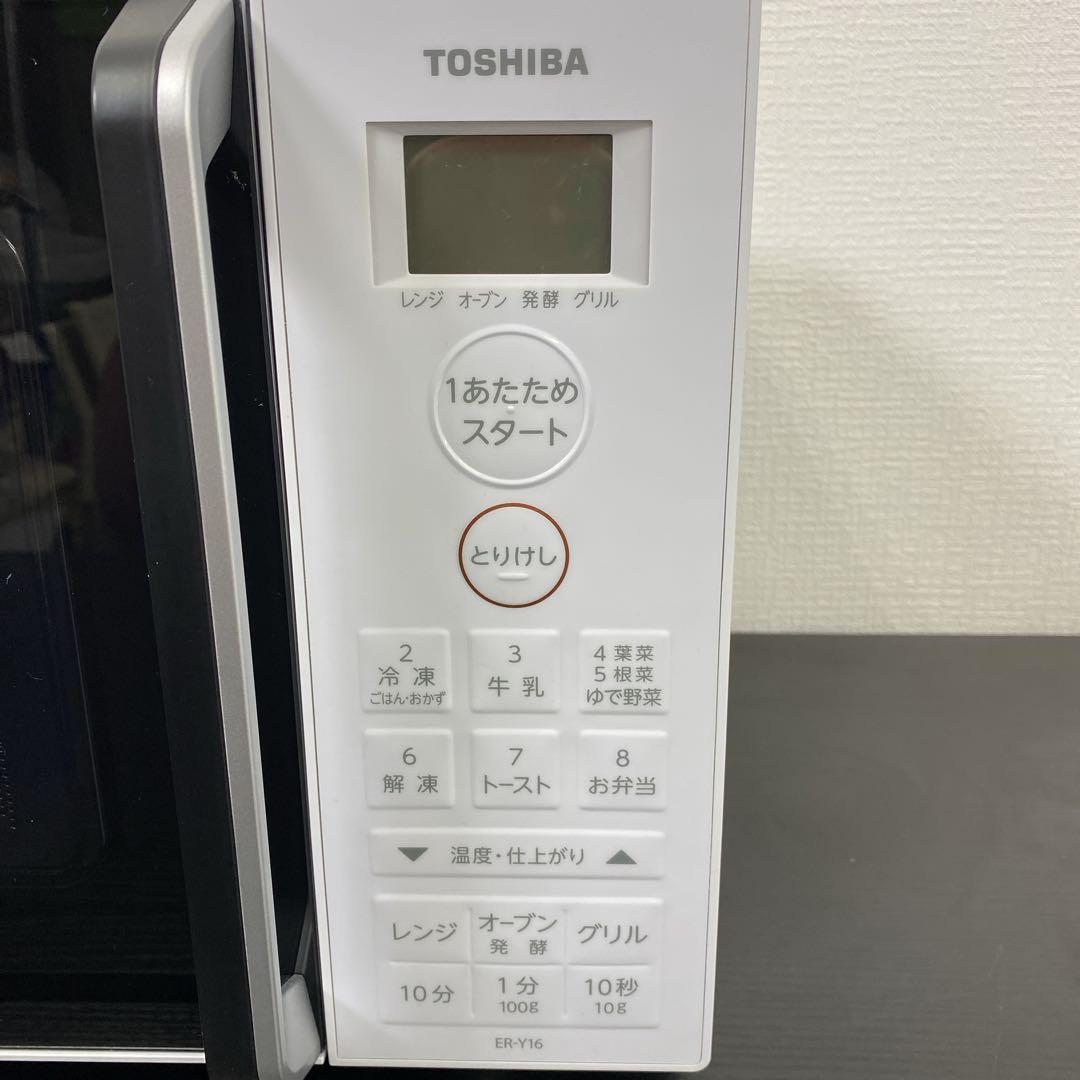 TOSHIBA
レンジ オーブン 発酵 グリル
1あたため
スタート
とりけし
2
冷凍
ごはん・おかず
3
牛乳
4 葉菜
5 根菜
ゆで野菜
6
解凍
7
トースト
8
お弁当
▼ 温度・仕上がり ▲
レンジ
オーブン
発酵
グリル
10分
1分
100g
10秒
10g
ER-Y16